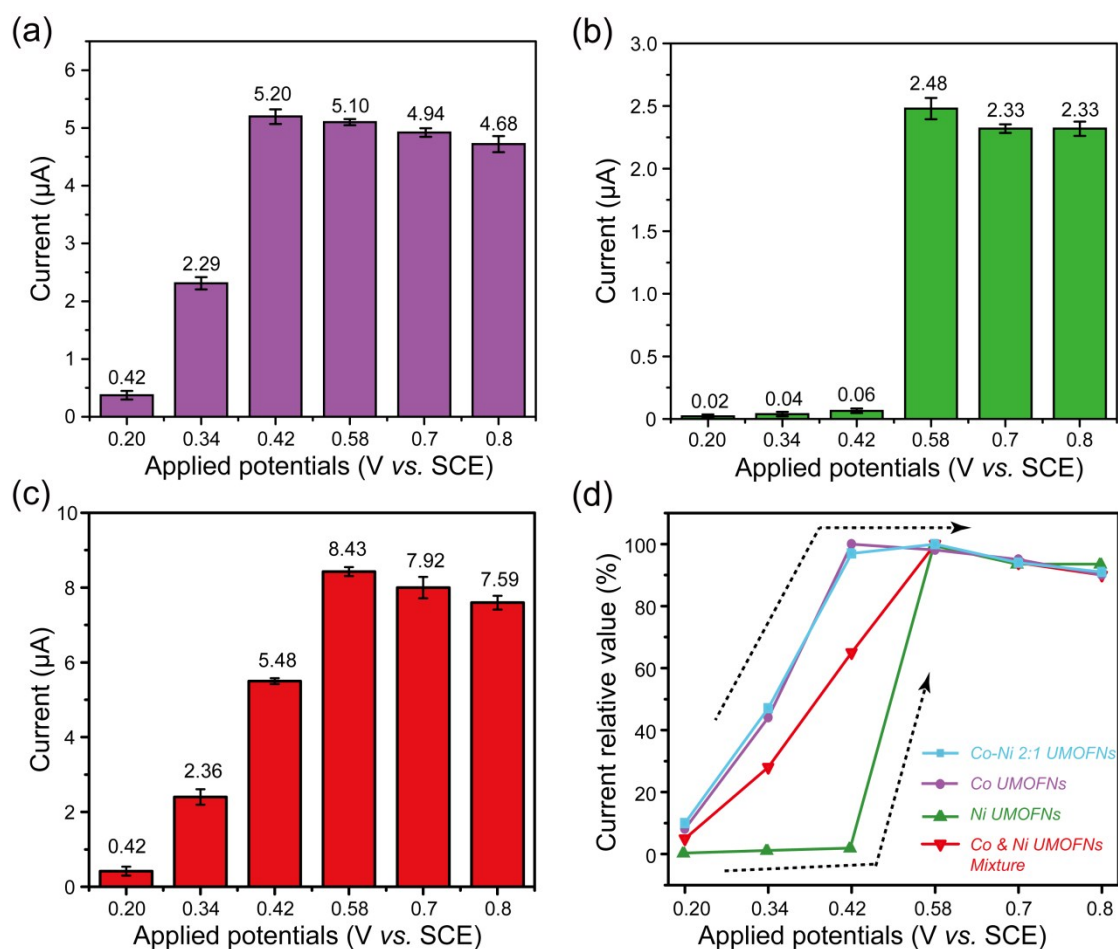 (a)
6
5
4
3
2
1
0
Current (µA)
0.42
2.29
5.20
5.10
4.94
4.68
0.20 0.34 0.42 0.58 0.7 0.8
Applied potentials (V vs. SCE)
(b)
3.0
2.5
2.0
1.5
1.0
0.5
0
Current (µA)
0.02
0.04
0.06
2.48
2.33
2.33
0.20 0.34 0.42 0.58 0.7 0.8
Applied potentials (V vs. SCE)
(c)
10
8
6
4
2
0
Current (µA)
0.42
2.36
5.48
8.43
7.92
7.59
0.20 0.34 0.42 0.58 0.7 0.8
Applied potentials (V vs. SCE)
(d)
100
80
60
40
20
0
Current relative value (%)
Co-Ni 2:1 UMOFNs
Co UMOFNs
Ni UMOFNs
Co & Ni UMOFNs
Mixture
0.20 0.34 0.42 0.58 0.7 0.8
Applied potentials (V vs. SCE)